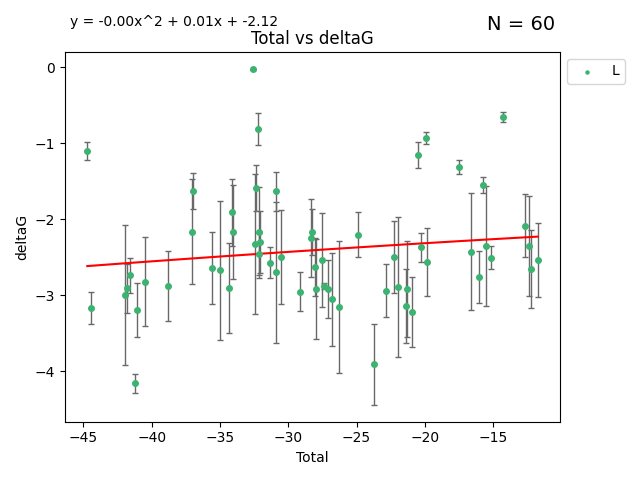 y = -0.00x^2 + 0.01x + -2.12
N = 60
Total vs deltaG
L
deltaG
0
−1
−2
−3
−4
−45 −40 −35 −30 −25 −20 −15
Total